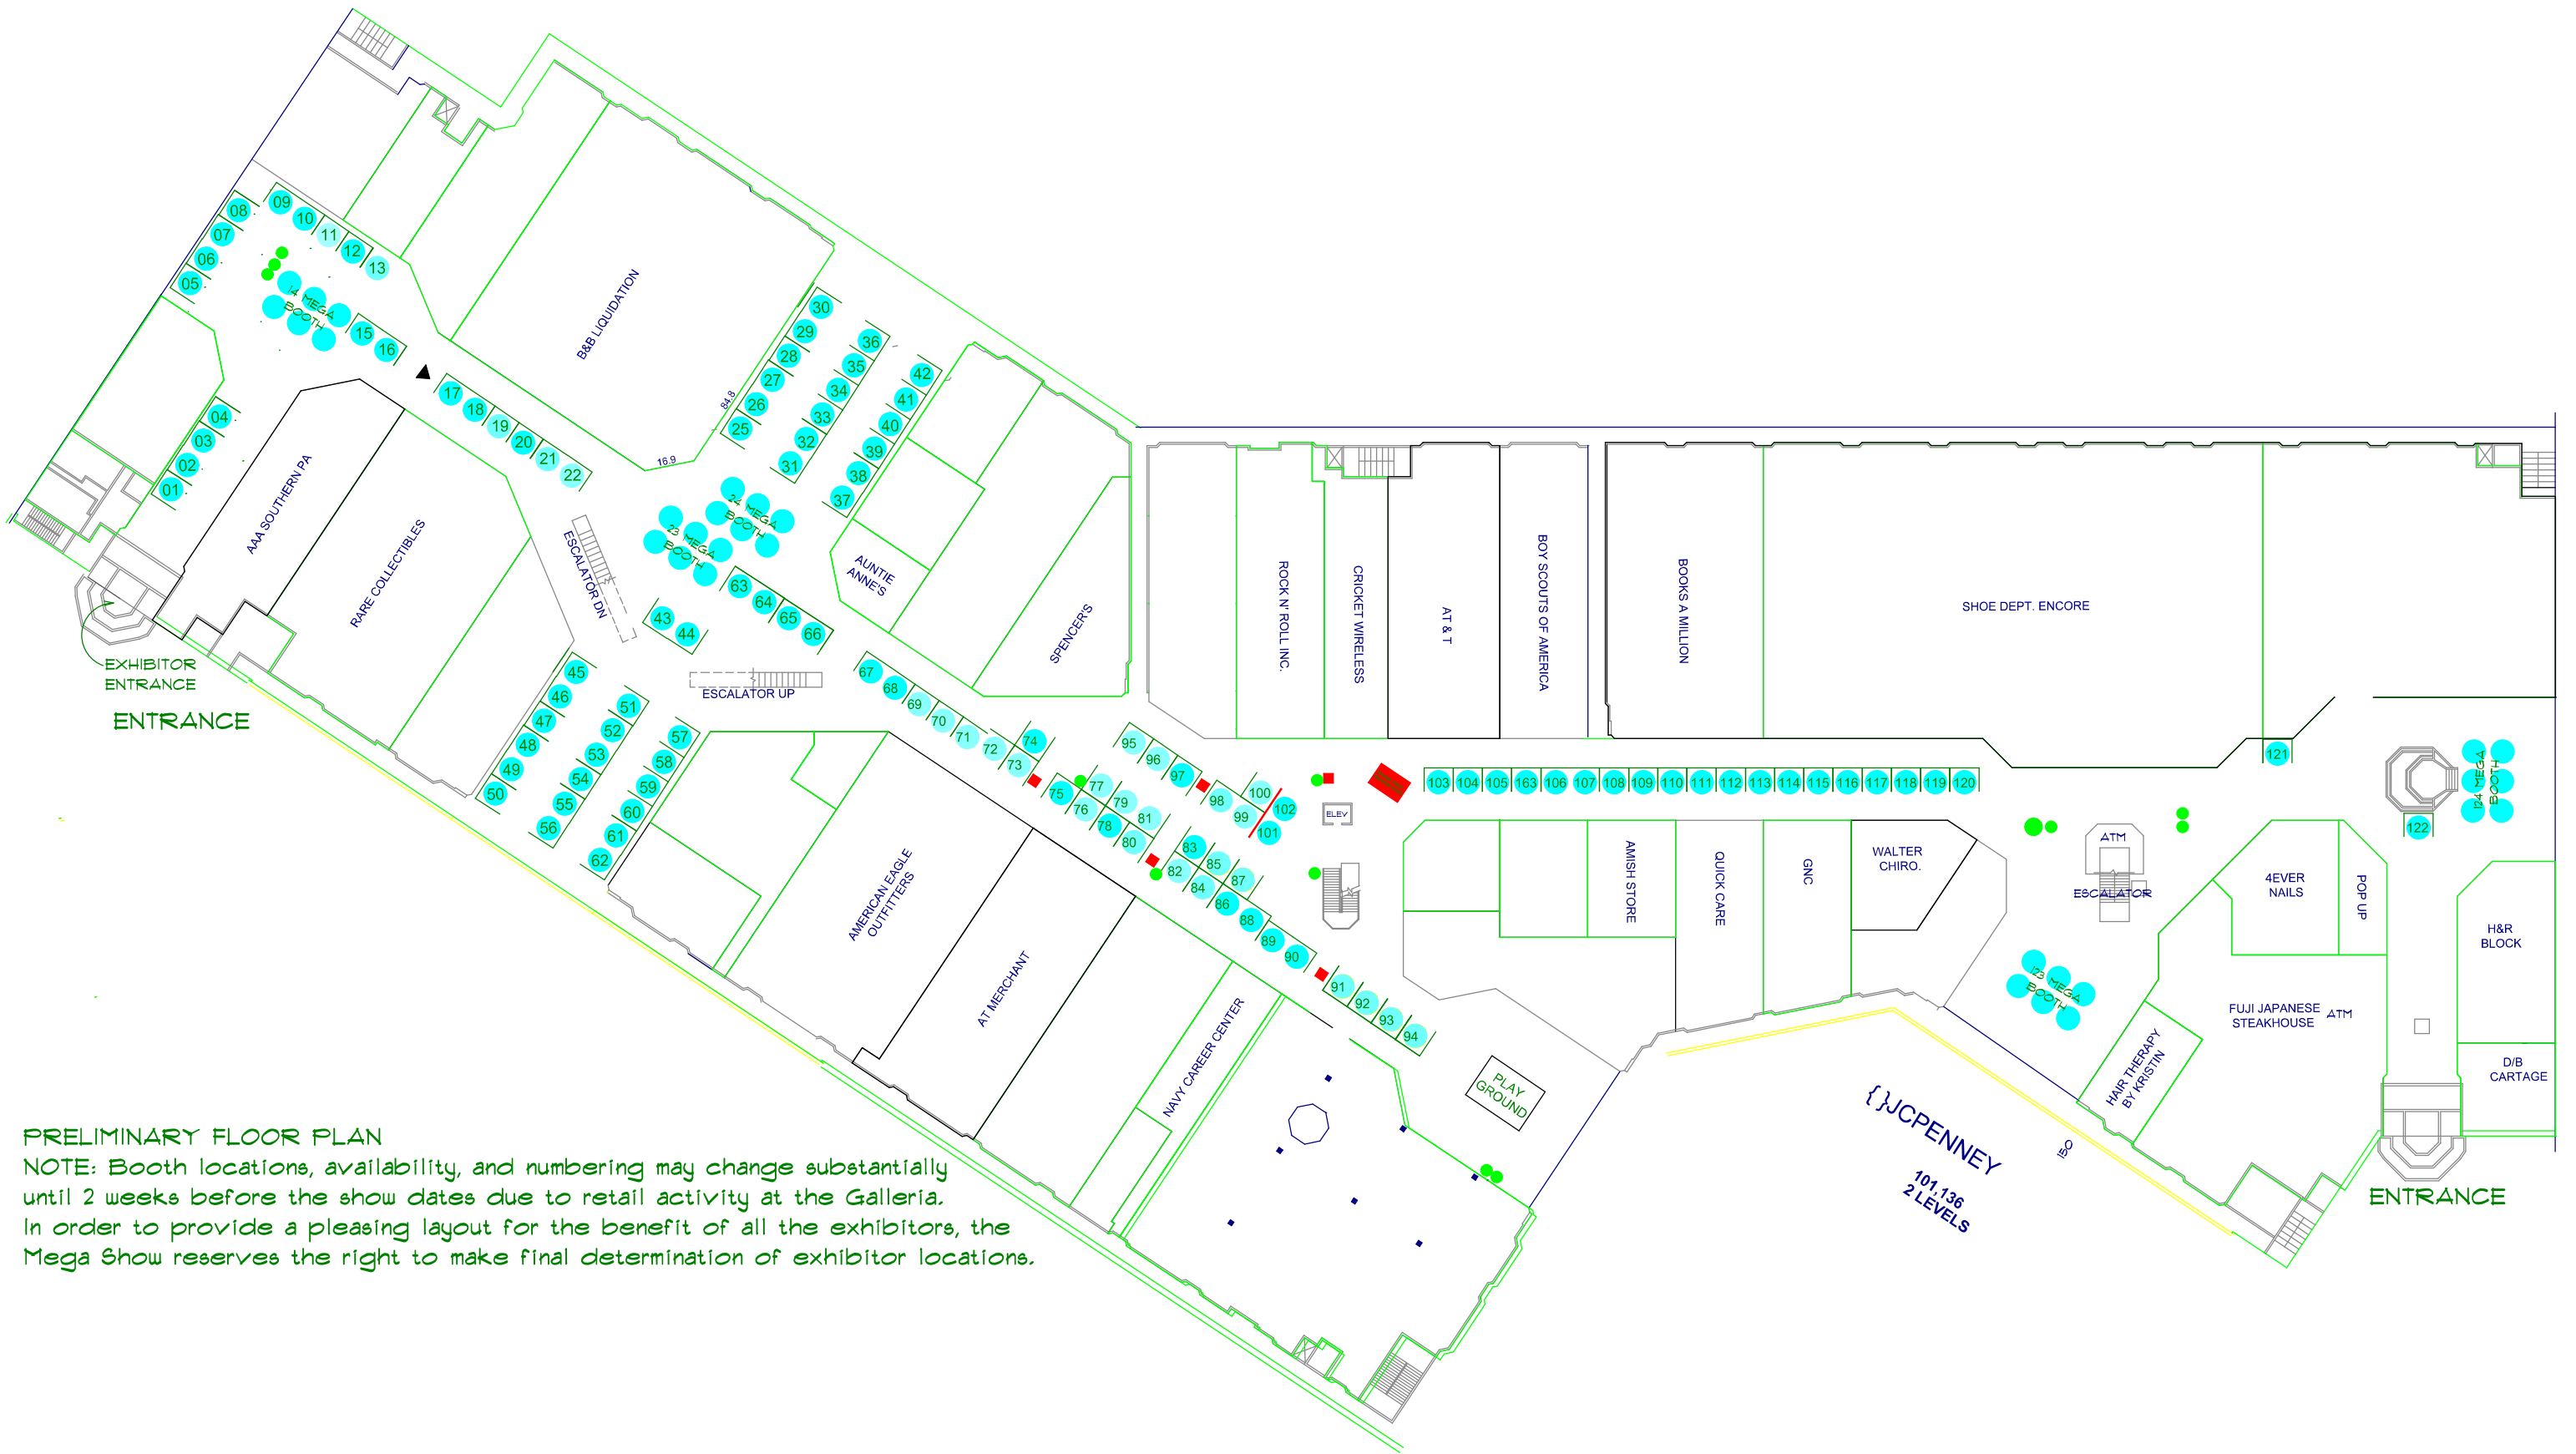 09
08
10
07
11
12
06
13
05
14 MEGA
BOOTH
15
16
17
18
19
20
21
22
04
03
02
01
B&B LIQUIDATION
84.8
16.9
30
29
28
27
26
25
36
35
34
33
32
31
42
41
40
39
38
37
AAA SOUTHERN PA
RARE COLLECTIBLES
ESCALATOR DN
24 MEGA
BOOTH
23 MEGA
BOOTH
63
64
65
66
43
44
AUNTIE
ANNE'S
SPENCER'S
ROCK N' ROLL INC.
CRICKET WIRELESS
AT & T
BOY SCOUTS OF AMERICA
BOOKS A MILLION
SHOE DEPT. ENCORE
EXHIBITOR
ENTRANCE
ENTRANCE
45
46
47
48
49
50
51
52
53
54
55
56
57
58
59
60
61
62
ESCALATOR UP
67
68
69
70
71
72
73
74
75
76
77
78
79
80
81
82
83
84
85
86
87
88
89
90
91
92
93
94
95
96
97
98
99
100
101
102
ELEV
103
104
105
163
106
107
108
109
110
111
112
113
114
115
116
117
118
119
120
121
122
124 MEGA
BOOTH
AMERICAN EAGLE
OUTFITTERS
AT MERCHANT
NAVY CAREER CENTER
AMISH STORE
QUICK CARE
GNC
WALTER
CHIRO.
ATM
ESCALATOR
4EVER
NAILS
POP UP
H&R
BLOCK
123 MEGA
BOOTH
FUJI JAPANESE
STEAKHOUSE
ATM
HAIR THERAPY
BY KRISTIN
D/B
CARTAGE
PLAY
GROUND
{ }JCPENNEY
150
101,136
2 LEVELS
ENTRANCE
PRELIMINARY FLOOR PLAN
NOTE: Booth locations, availability, and numbering may change substantially
until 2 weeks before the show dates due to retail activity at the Galleria.
In order to provide a pleasing layout for the benefit of all the exhibitors, the
Mega Show reserves the right to make final determination of exhibitor locations.